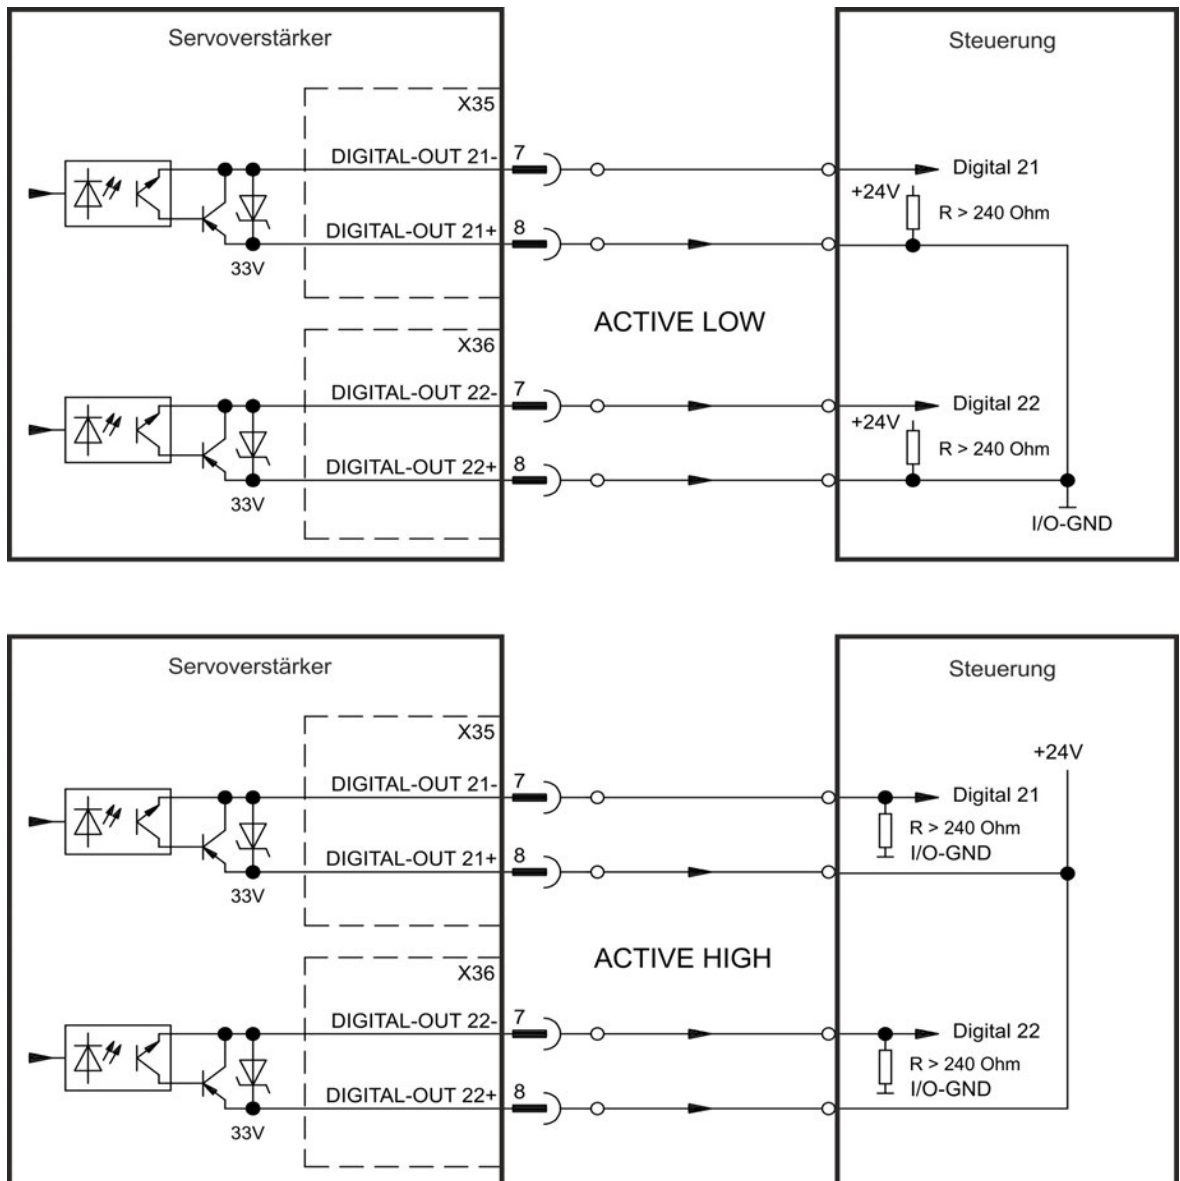 Servoverstärker
Steuerung
X35
DIGITAL-OUT 21-
7
Digital 21
+24V
R > 240 Ohm
DIGITAL-OUT 21+
8
33V
ACTIVE LOW
X36
DIGITAL-OUT 22-
7
Digital 22
+24V
R > 240 Ohm
DIGITAL-OUT 22+
8
33V
I/O-GND
Servoverstärker
Steuerung
X35
+24V
DIGITAL-OUT 21-
7
Digital 21
R > 240 Ohm
I/O-GND
DIGITAL-OUT 21+
8
33V
ACTIVE HIGH
X36
DIGITAL-OUT 22-
7
Digital 22
R > 240 Ohm
I/O-GND
DIGITAL-OUT 22+
8
33V